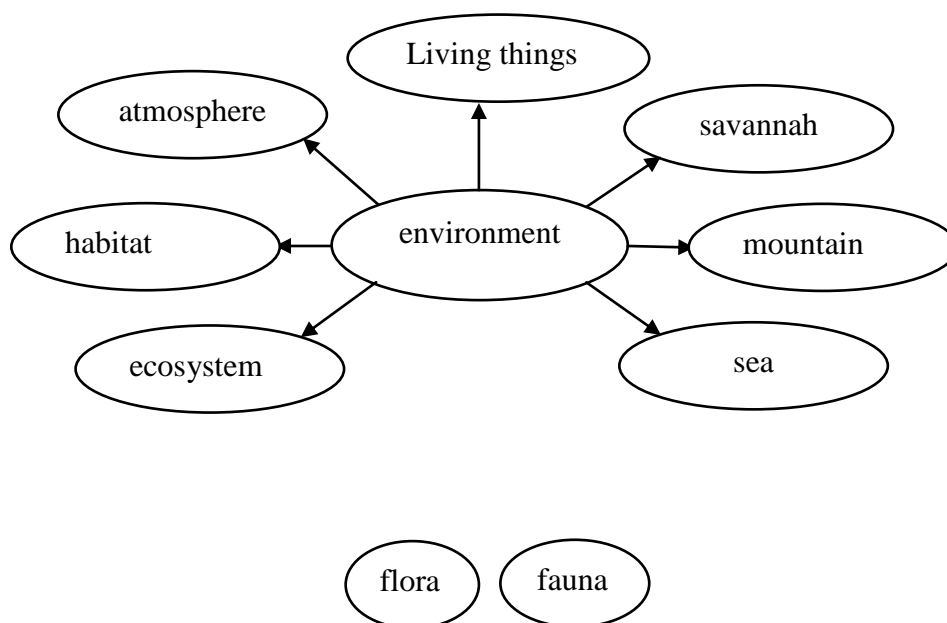 Living things
atmosphere
savannah
habitat
environment
mountain
ecosystem
sea
flora
fauna